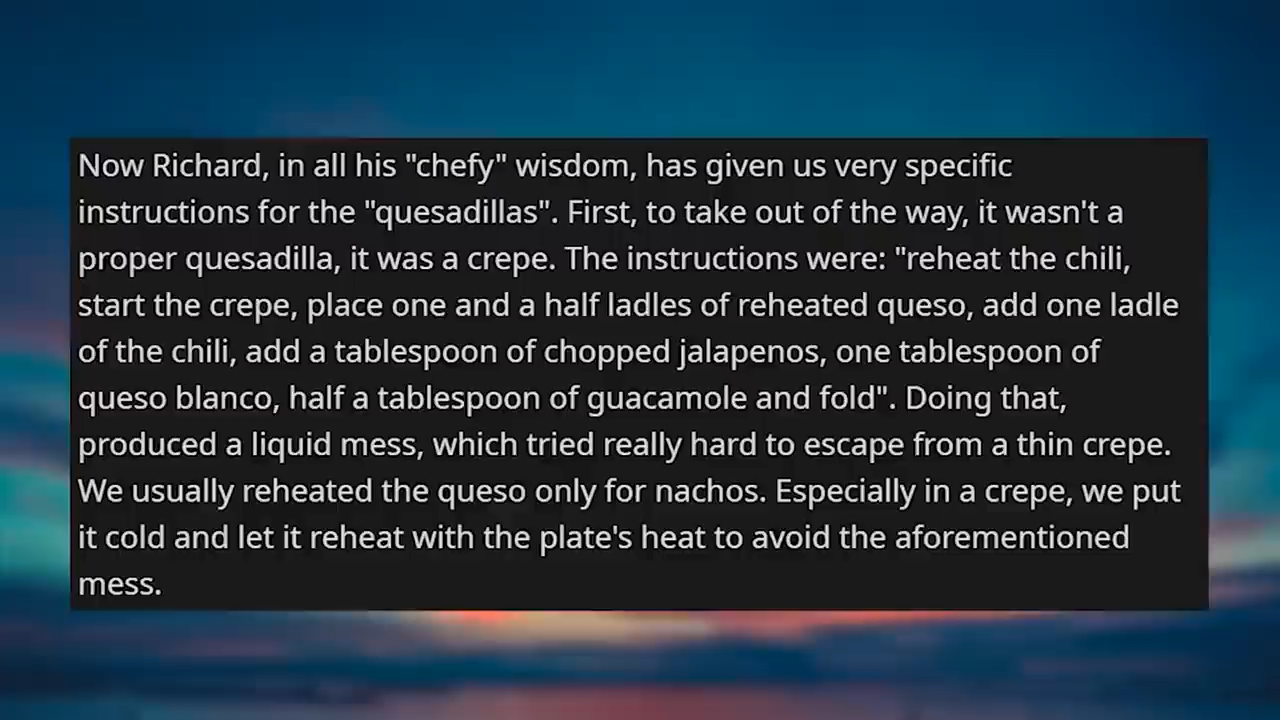 Now Richard, in all his "chefy" wisdom, has given us very specific
instructions for the "quesadillas". First, to take out of the way, it wasn't a
proper quesadilla, it was a crepe. The instructions were: "reheat the chili,
start the crepe, place one and a half ladles of reheated queso, add one ladle
of the chili, add a tablespoon of chopped jalapenos, one tablespoon of
queso blanco, half a tablespoon of guacamole and fold". Doing that,
produced a liquid mess, which tried really hard to escape from a thin crepe.
We usually reheated the queso only for nachos. Especially in a crepe, we put
it cold and let it reheat with the plate's heat to avoid the aforementioned
mess.